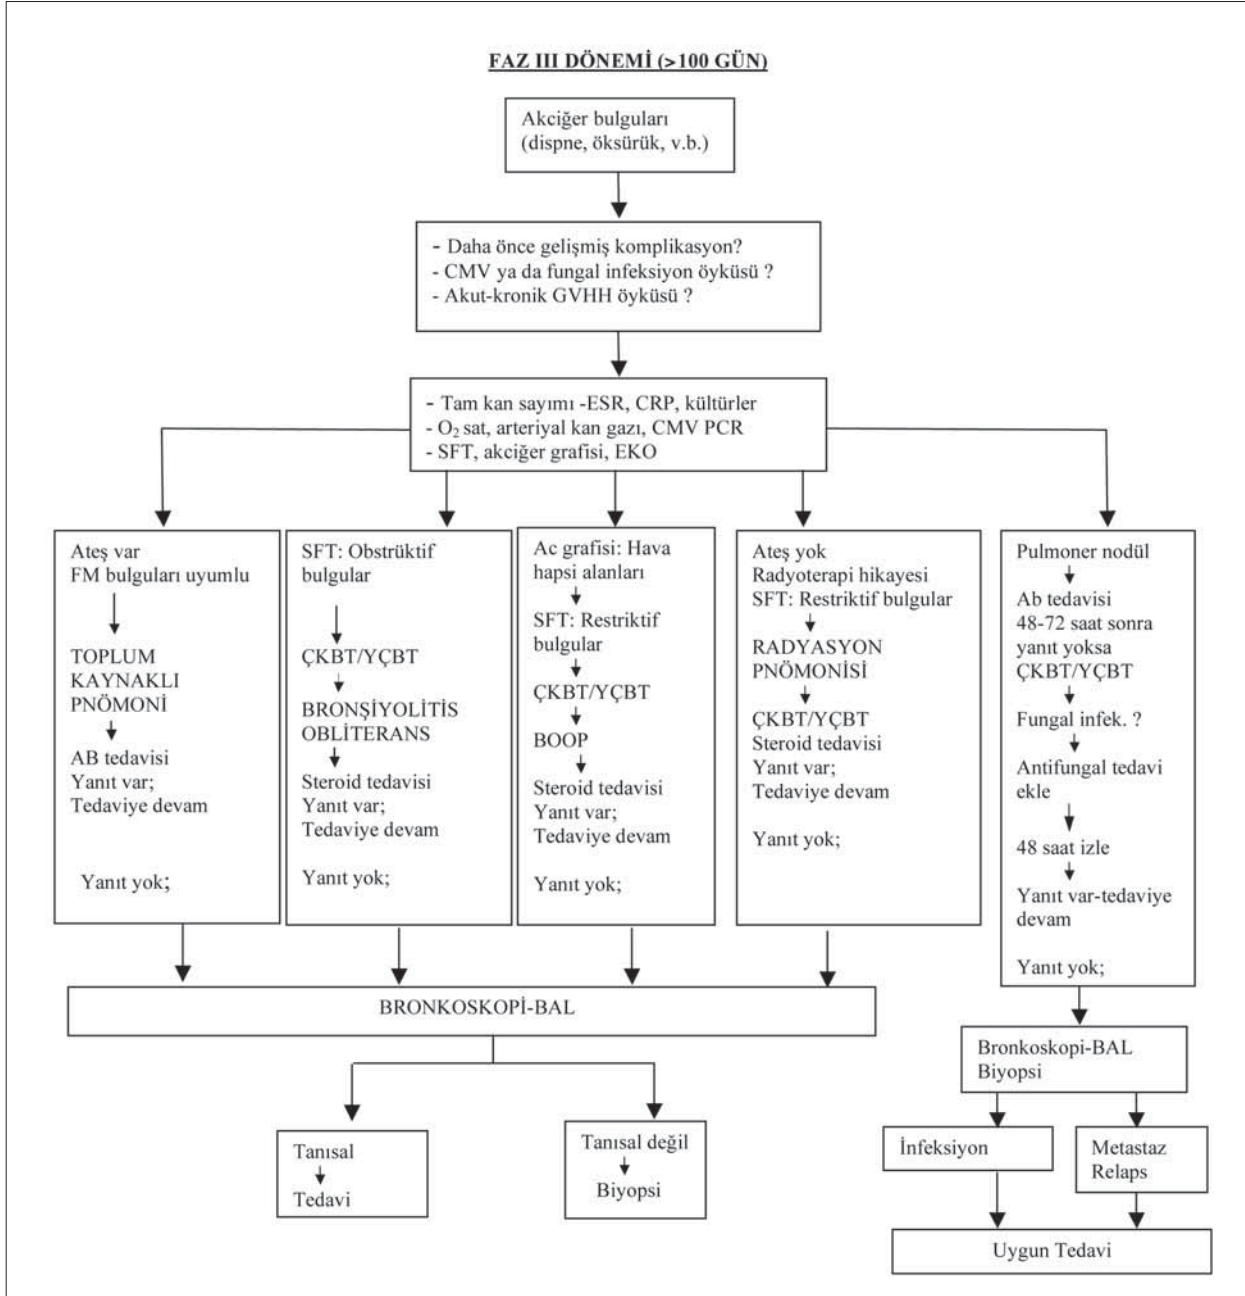 FAZ III DÖNEMİ (>100 GÜN)
Akciğer bulguları
(dispne, öksürük, v.b.)
- Daha önce gelişmiş komplikasyon?
- CMV ya da fungal infeksiyon öyküsü ?
- Akut-kronik GVHH öyküsü ?
- Tam kan sayımı -ESR, CRP, kültürler
- O₂ sat, arteriyal kan gazı, CMV PCR
- SFT, akciğer grafisi, EKO
Ateş var
FM bulguları uyumlu
TOPLUM
KAYNAKLI
PNÖMONİ
AB tedavisi
Yanıt var;
Tedaviye devam
Yanıt yok;
SFT: Obstrüktif
bulgular
ÇKBT/YÇBT
BRONŞİYOLİTİS
OBLİTERANS
Steroid tedavisi
Yanıt var;
Tedaviye devam
Yanıt yok;
Ac grafisi: Hava
hapsi alanları
SFT: Restriktif
bulgular
ÇKBT/YÇBT
BOOP
Steroid tedavisi
Yanıt var;
Tedaviye devam
Yanıt yok;
Ateş yok
Radyoterapi hikayesi
SFT: Restriktif bulgular
RADYASYON
PNÖMONİSİ
ÇKBT/YÇBT
Steroid tedavisi
Yanıt var;
Tedaviye devam
Yanıt yok;
Pulmoner nodül
Ab tedavisi
48-72 saat sonra
yanıt yoksa
ÇKBT/YÇBT
Fungal infek. ?
Antifungal tedavi
ekle
48 saat izle
Yanıt var-tedaviye
devam
Yanıt yok;
BRONKOSKOPİ-BAL
Tanısal
Tedavi
Tanısal değil
Biyopsi
Bronkoskopi-BAL
Biyopsi
İnfeksiyon
Metastaz
Relaps
Uygun Tedavi